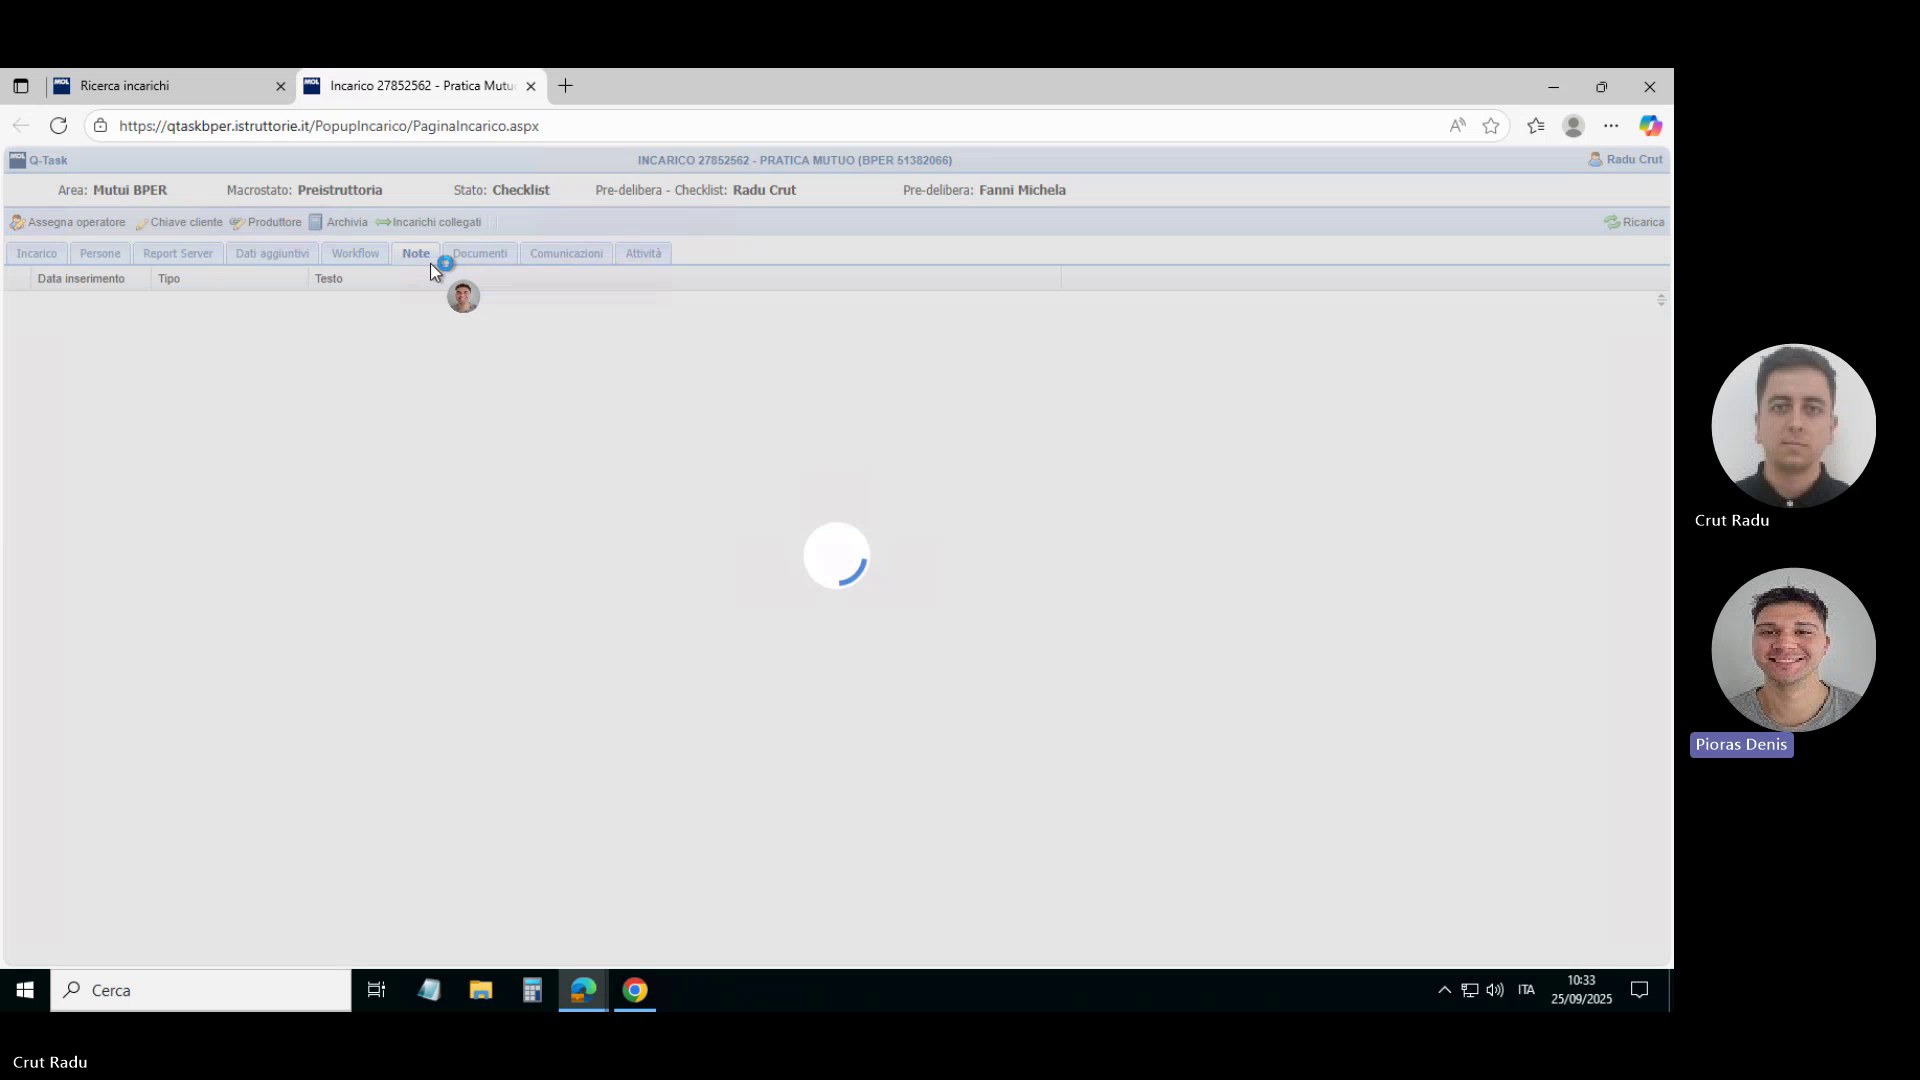 MOL Ricerca incarichi
MOL Incarico 27852562 - Pratica Mutu
https://qtaskbper.istruttorie.it/PopupIncarico/PaginaIncarico.aspx
MOL Q-Task INCARICO 27852562 - PRATICA MUTUO (BPER 51382066) Radu Crut
Area: Mutui BPER Macrostato: Preistruttoria Stato: Checklist Pre-delibera - Checklist: Radu Crut Pre-delibera: Fanni Michela
Assegna operatore Chiave cliente Produttore Archivia Incarichi collegati Ricarica
Incarico Persone Report Server Dati aggiuntivi Workflow Note Documenti Comunicazioni Attività
Data inserimento Tipo Testo
Crut Radu
Pioras Denis
Cerca ITA 10:33
25/09/2025
Crut Radu